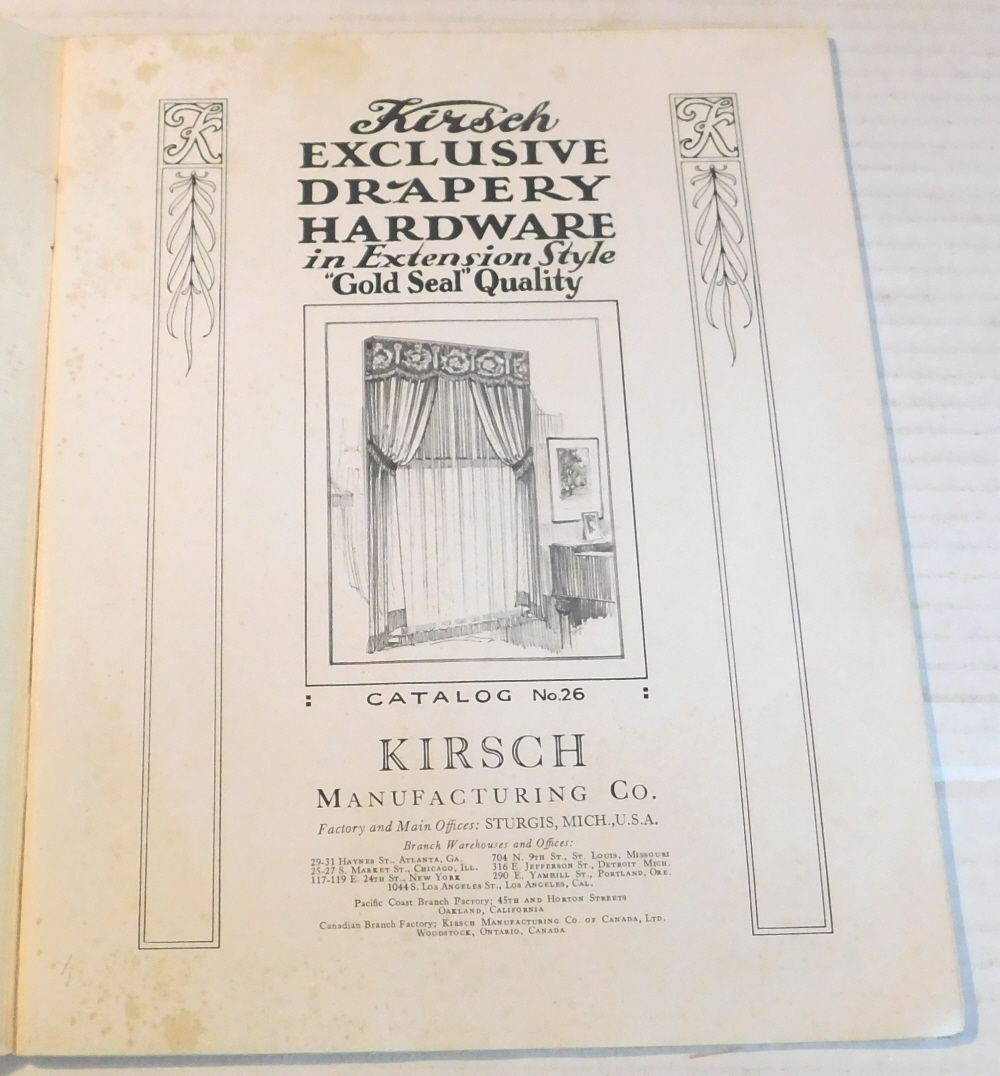 K
K
Kirsch
EXCLUSIVE
DRAPERY
HARDWARE
in Extension Style
"Gold Seal" Quality
CATALOG No.26
KIRSCH
MANUFACTURING CO.
Factory and Main Offices: STURGIS, MICH., U.S.A.
Branch Warehouses and Offices:
29-31 HAYNES ST., ATLANTA, GA. 704 N. 9TH ST., ST. LOUIS, MISSOURI
25-27 S. MARKET ST., CHICAGO, ILL. 316 E. JEFFERSON ST., DETROIT MICH.
117-119 E. 24TH ST., NEW YORK 290 E. YAMHILL ST., PORTLAND, ORE.
1044 S. LOS ANGELES ST., LOS ANGELES, CAL.
Pacific Coast Branch Factory; 45TH AND HORTON STREETS
OAKLAND, CALIFORNIA
Canadian Branch Factory; KIRSCH MANUFACTURING CO. OF CANADA, LTD.
WOODSTOCK, ONTARIO, CANADA